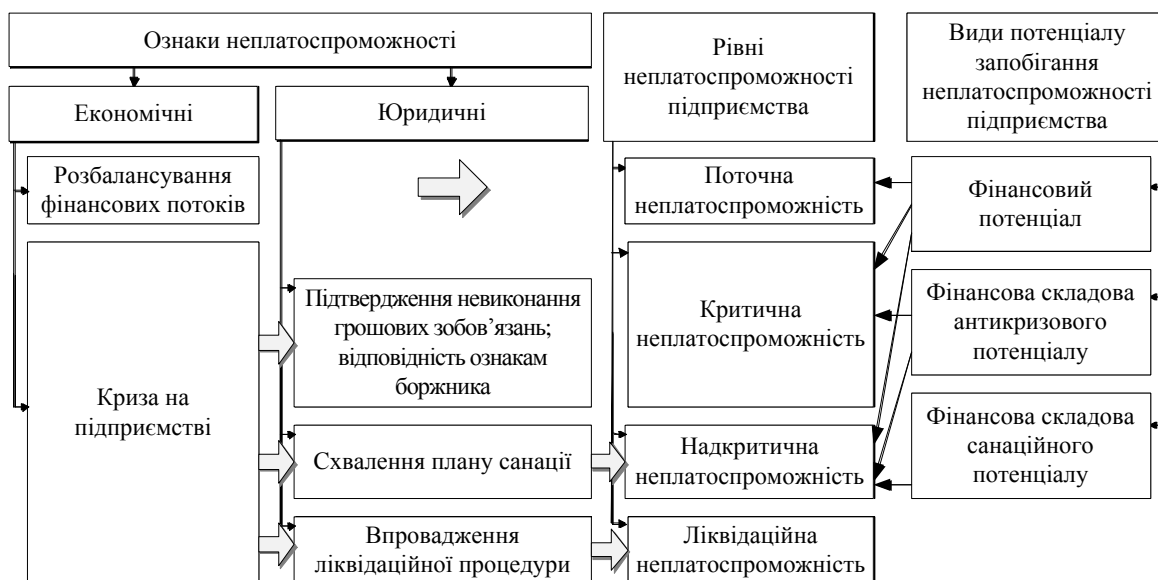 Ознаки неплатоспроможності
Рівні
неплатоспроможності
підприємства
Види потенціалу
запобігання
неплатоспроможності
підприємства
Економічні
Юридичні
Розбалансування
фінансових потоків
Поточна
неплатоспроможність
Фінансовий
потенціал
Криза на
підприємстві
Підтвердження невиконання
грошових зобов’язань;
відповідність ознакам
боржника
Критична
неплатоспроможність
Фінансова складова
антикризового
потенціалу
Схвалення плану санації
Надкритична
неплатоспроможність
Фінансова складова
санаційного
потенціалу
Впровадження
ліквідаційної процедури
Ліквідаційна
неплатоспроможність